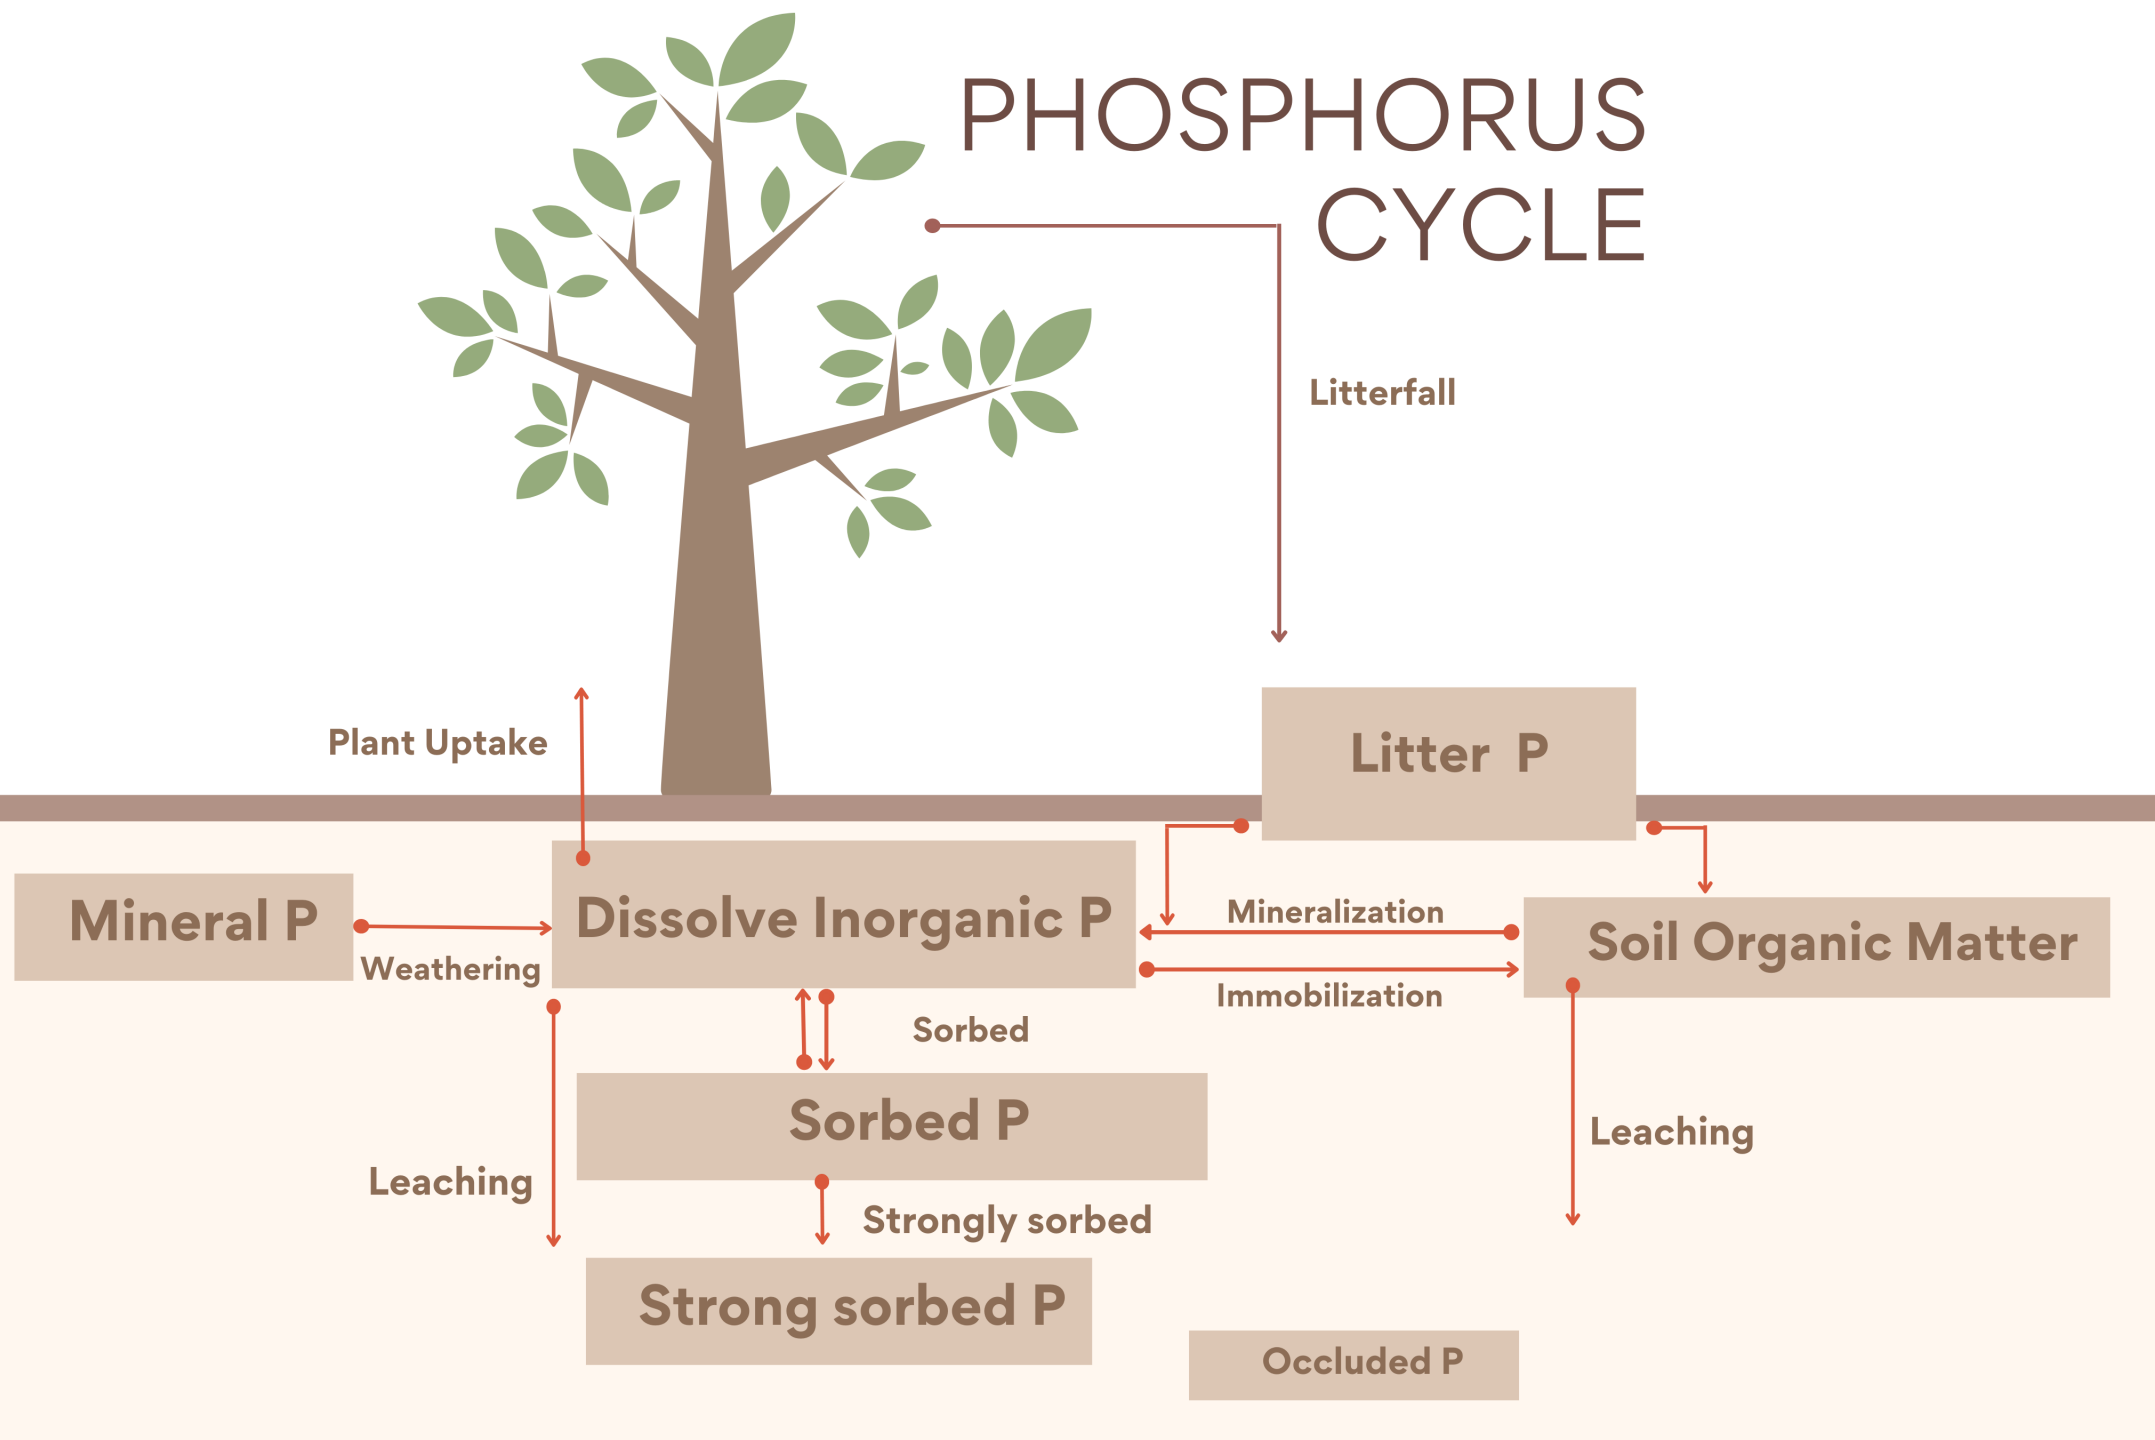 PHOSPHORUS
CYCLE
Litterfall
Plant Uptake
Litter P
Mineral P
Dissolve Inorganic P
Mineralization
Soil Organic Matter
Weathering
Immobilization
Sorbed
Sorbed P
Leaching
Leaching
Strongly sorbed
Strong sorbed P
Occluded P